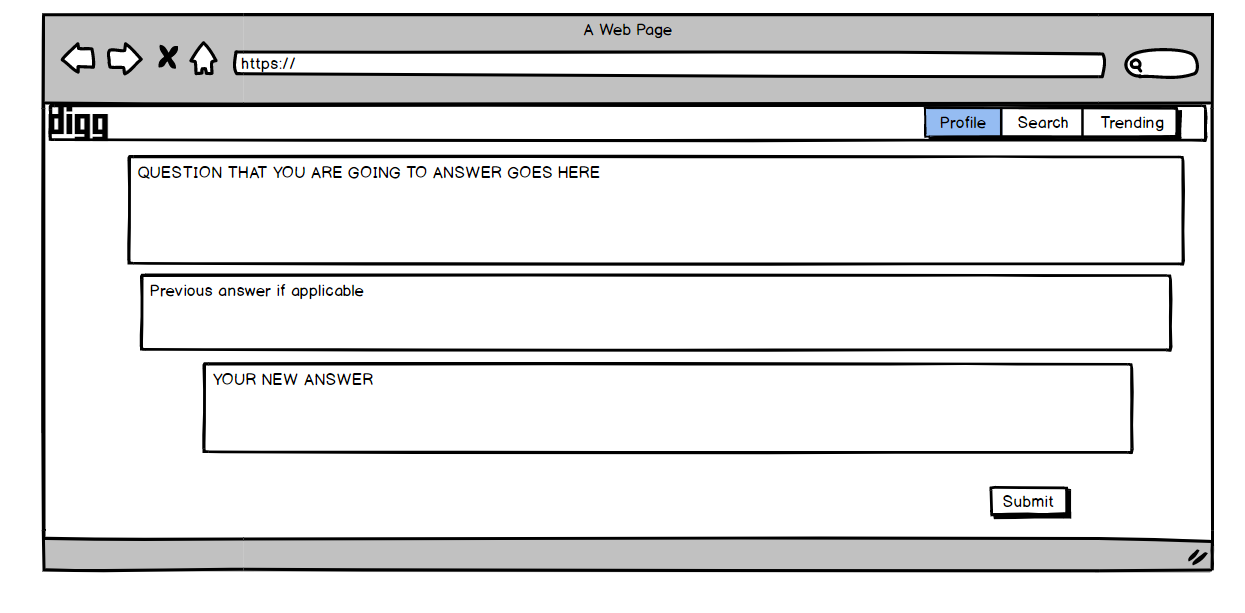 A Web Page
https://
digg
Profile Search Trending
QUESTION THAT YOU ARE GOING TO ANSWER GOES HERE
Previous answer if applicable
YOUR NEW ANSWER
Submit